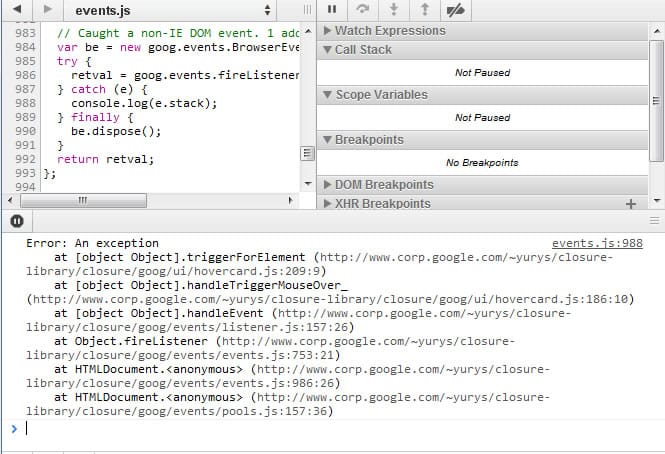 events.js
982
983 // Caught a non-IE DOM event. 1 add
984 var be = new goog.events.BrowserEve
985 try {
986 retval = goog.events.fireListener
987 } catch (e) {
988 console.log(e.stack);
989 } finally {
990 be.dispose();
991 }
992 return retval;
993 };
994
Watch Expressions
Call Stack
Not Paused
Scope Variables
Not Paused
Breakpoints
No Breakpoints
DOM Breakpoints
XHR Breakpoints
Error: An exception events.js:988
at [object Object].triggerForElement (http://www.corp.google.com/~yurys/closure-
library/closure/goog/ui/hovercard.js:209:9)
at [object Object].handleTriggerMouseOver_
(http://www.corp.google.com/~yurys/closure-library/closure/goog/ui/hovercard.js:186:10)
at [object Object].handleEvent (http://www.corp.google.com/~yurys/closure-
library/closure/goog/events/listener.js:157:26)
at Object.fireListener (http://www.corp.google.com/~yurys/closure-
library/closure/goog/events/events.js:753:21)
at HTMLDocument.<anonymous> (http://www.corp.google.com/~yurys/closure-
library/closure/goog/events/events.js:986:26)
at HTMLDocument.<anonymous> (http://www.corp.google.com/~yurys/closure-
library/closure/goog/events/pools.js:157:36)
>